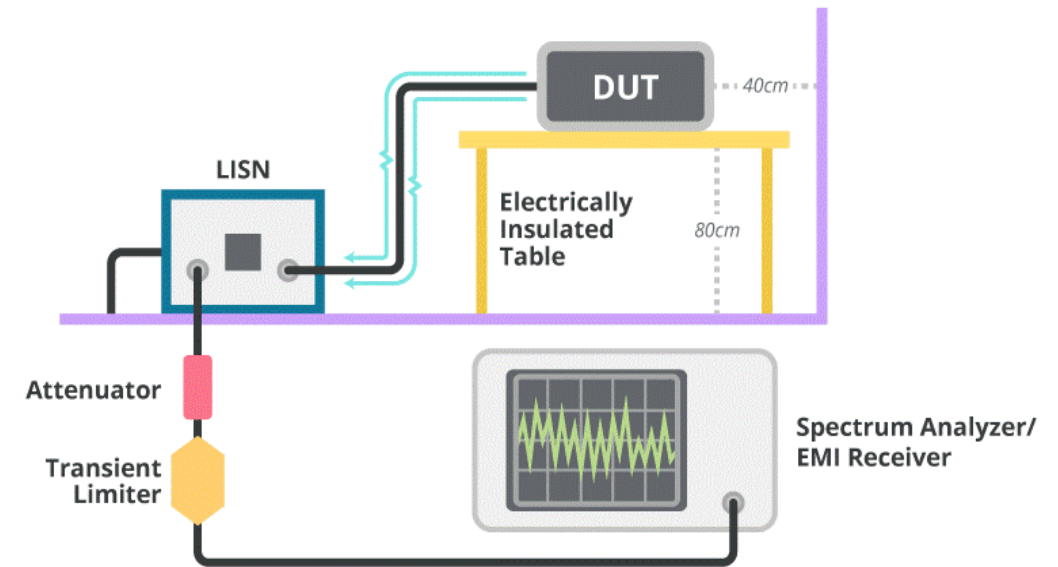 DUT
40cm
LISN
Electrically
Insulated
Table
80cm
Attenuator
Transient
Limiter
Spectrum Analyzer/
EMI Receiver